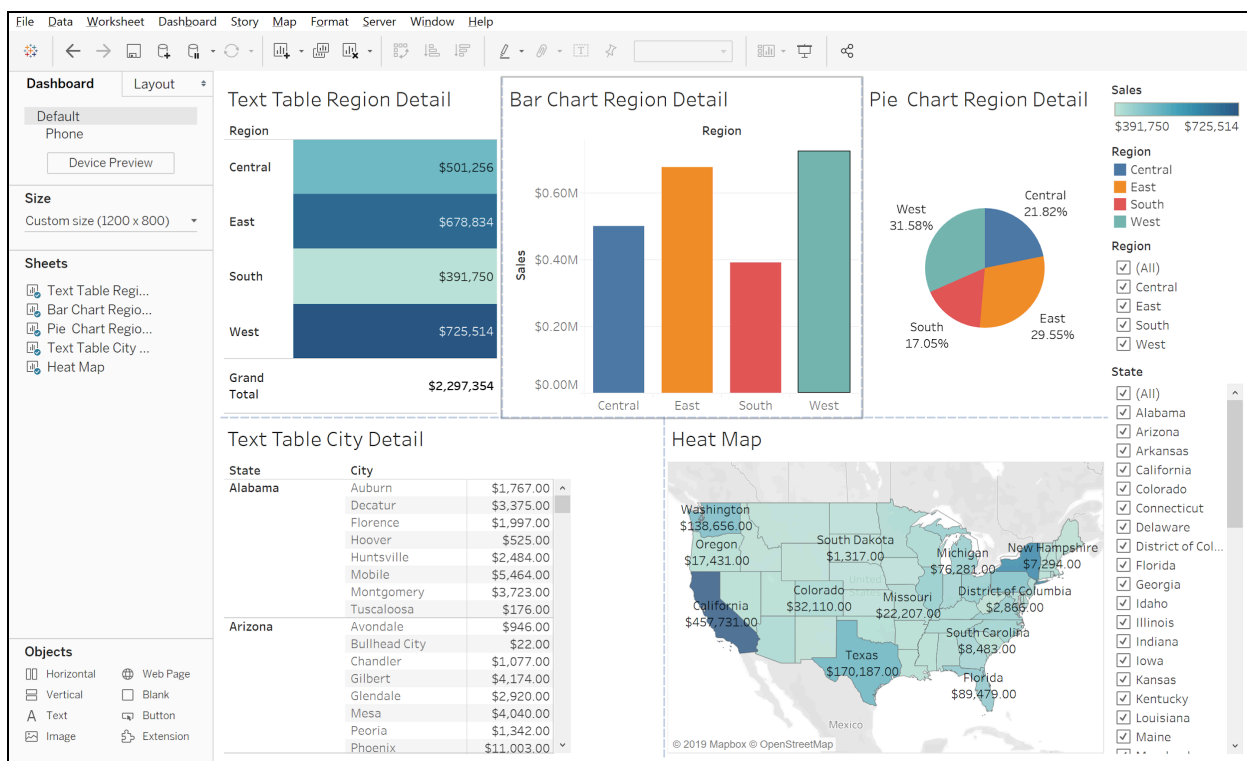 File Data Worksheet Dashboard Story Map Format Server Window Help
Dashboard Layout
Default
Phone
Device Preview
Size
Custom size (1200 x 800)
Sheets
Text Table Regi...
Bar Chart Regio...
Pie Chart Regio...
Text Table City ...
Heat Map
Objects
Horizontal Web Page
Vertical Blank
A Text Button
Image Extension
Text Table Region Detail
Region
Central $501,256
East $678,834
South $391,750
West $725,514
Grand
Total $2,297,354
Bar Chart Region Detail
Region
Sales
$0.60M
$0.40M
$0.20M
$0.00M
Central East South West
Pie Chart Region Detail
Central
21.82%
West
31.58%
East
29.55%
South
17.05%
Text Table City Detail
State City
Alabama Auburn $1,767.00
Decatur $3,375.00
Florence $1,997.00
Hoover $525.00
Huntsville $2,484.00
Mobile $5,464.00
Montgomery $3,723.00
Tuscaloosa $176.00
Arizona Avondale $946.00
Bullhead City $22.00
Chandler $1,077.00
Gilbert $4,174.00
Glendale $2,920.00
Mesa $4,040.00
Peoria $1,342.00
Phoenix $11,003.00
Heat Map
Washington
$138,656.00
Oregon
$17,431.00
South Dakota
$1,317.00
Michigan
$76,281.00
New Hampshire
$7,294.00
United
States
California
$457,731.00
Colorado
$32,110.00
Missouri
$22,207.00
District of Columbia
$2,866.00
South Carolina
$8,483.00
Texas
$170,187.00
Florida
$89,479.00
Mexico
© 2019 Mapbox © OpenStreetMap
Sales
$391,750 $725,514
Region
Central
East
South
West
Region
(All)
Central
East
South
West
State
(All)
Alabama
Arizona
Arkansas
California
Colorado
Connecticut
Delaware
District of Col...
Florida
Georgia
Idaho
Illinois
Indiana
Iowa
Kansas
Kentucky
Louisiana
Maine